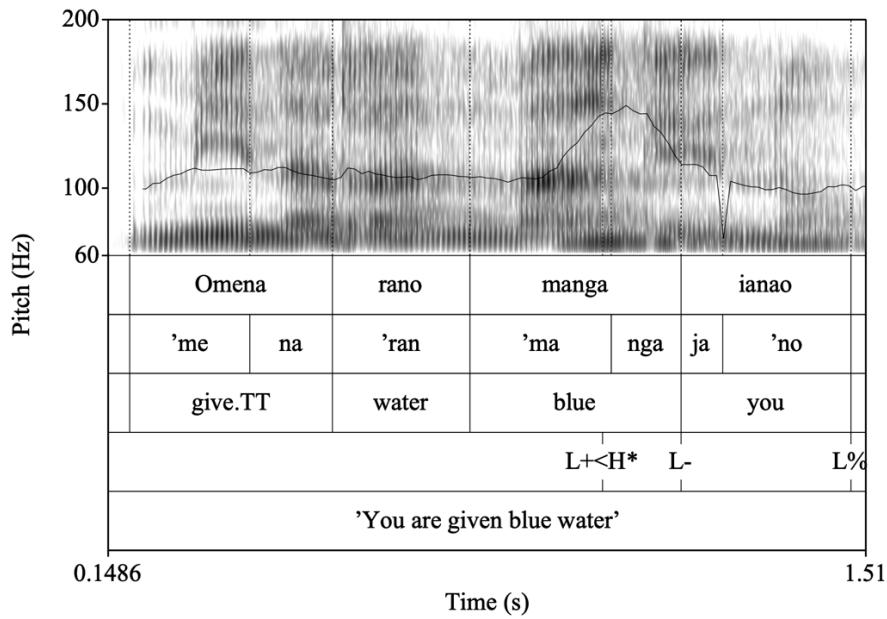 200
150
100
60
Pitch (Hz)
Omena rano manga ianao
’me na ’ran ’ma nga ja ’no
give.TT water blue you
L+<H* L- L%
’You are given blue water’
0.1486 1.51
Time (s)